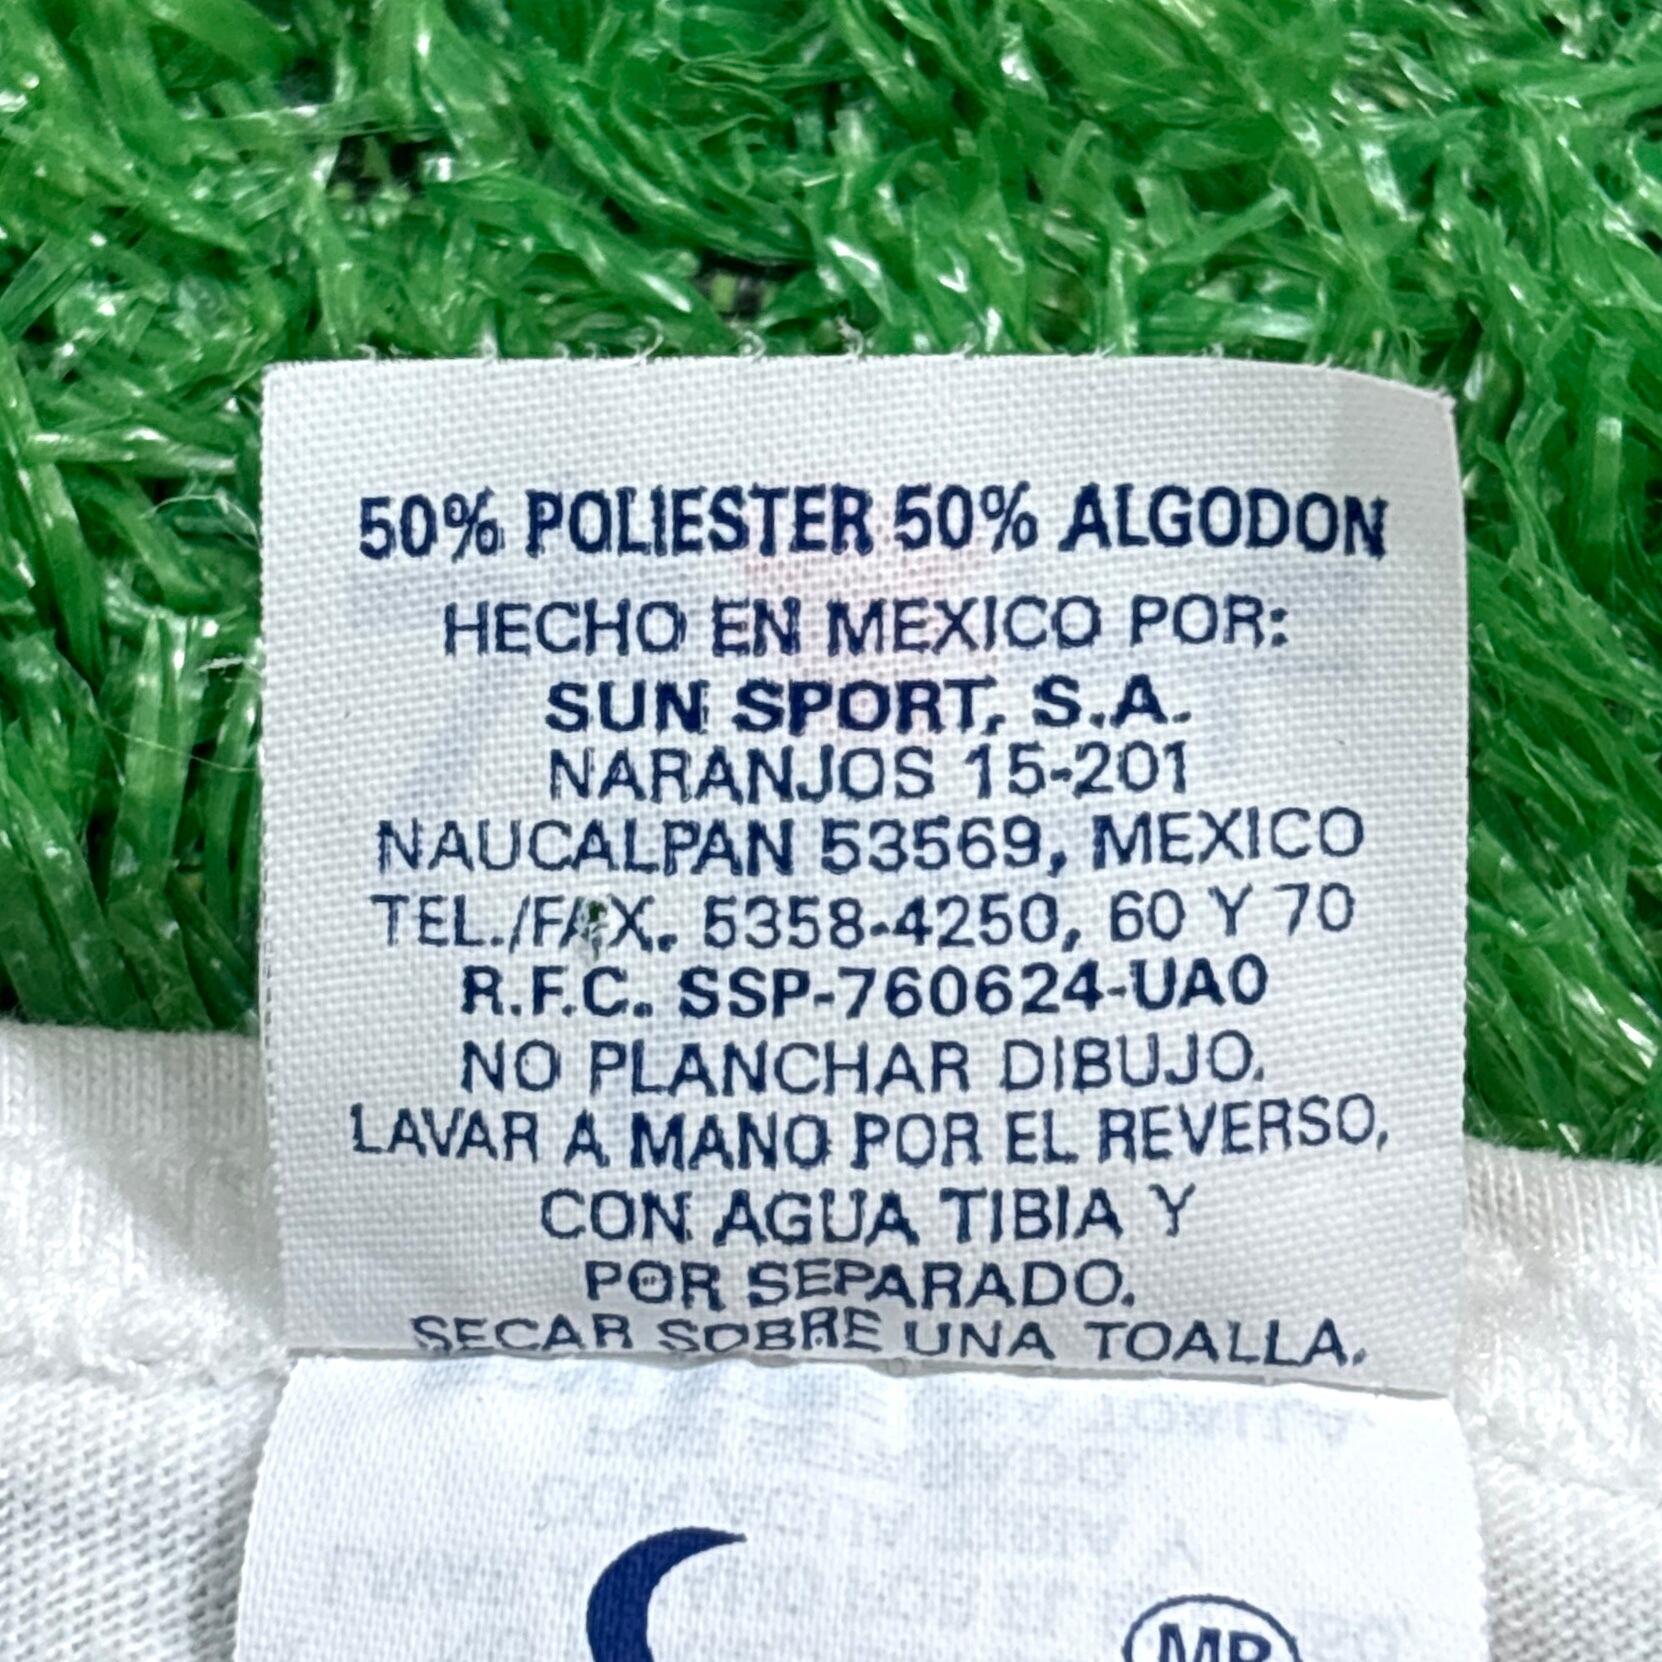 50% POLIESTER 50% ALGODON
HECHO EN MEXICO POR:
SUN SPORT, S.A.
NARANJOS 15-201
NAUCALPAN 53569, MEXICO
TEL./FAX. 5358-4250, 60 Y 70
R.F.C. SSP-760624-UA0
NO PLANCHAR DIBUJO.
LAVAR A MANO POR EL REVERSO,
CON AGUA TIBIA Y
POR SEPARADO.
SECAR SOBRE UNA TOALLA.
MR